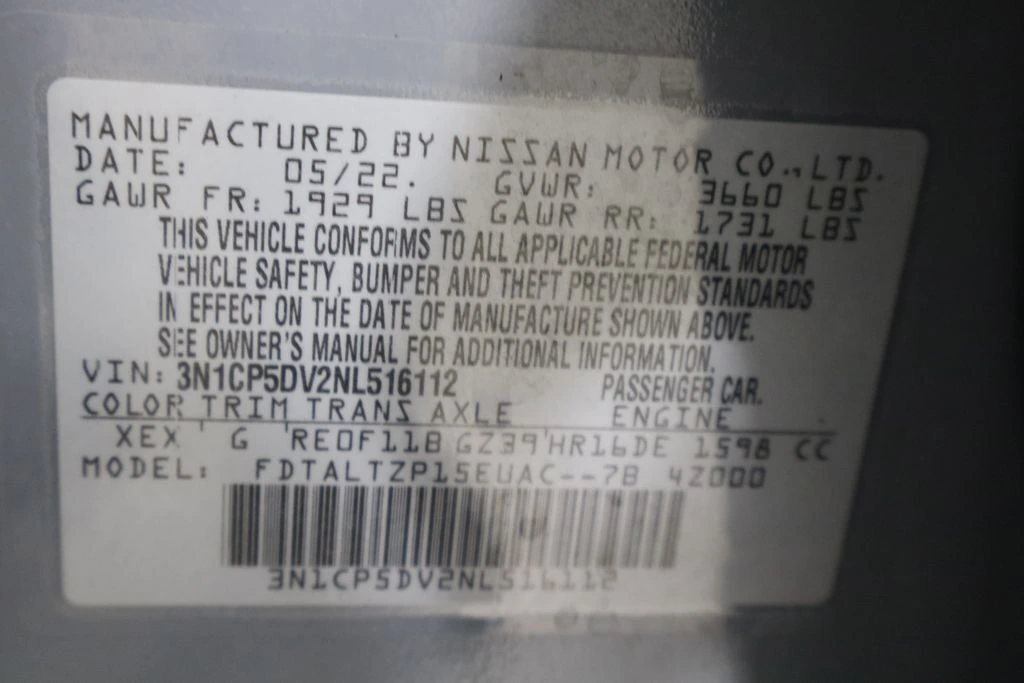 MANUFACTURED BY NISSAN MOTOR CO.,LTD.
DATE: 05/22. GVWR: 3660 LBS
GAWR FR: 1929 LBS GAWR RR: 1731 LBS
THIS VEHICLE CONFORMS TO ALL APPLICABLE FEDERAL MOTOR
VEHICLE SAFETY, BUMPER AND THEFT PREVENTION STANDARDS
IN EFFECT ON THE DATE OF MANUFACTURE SHOWN ABOVE.
SEE OWNER'S MANUAL FOR ADDITIONAL INFORMATION.
VIN: 3N1CP5DV2NL516112 PASSENGER CAR.
COLOR TRIM TRANS AXLE ENGINE
XEX G RE0F11B GZ39 HR16DE 1598 CC
MODEL: FDTALTZP15EUAC--7B 4Z000
3N1CP5DV2NL516112